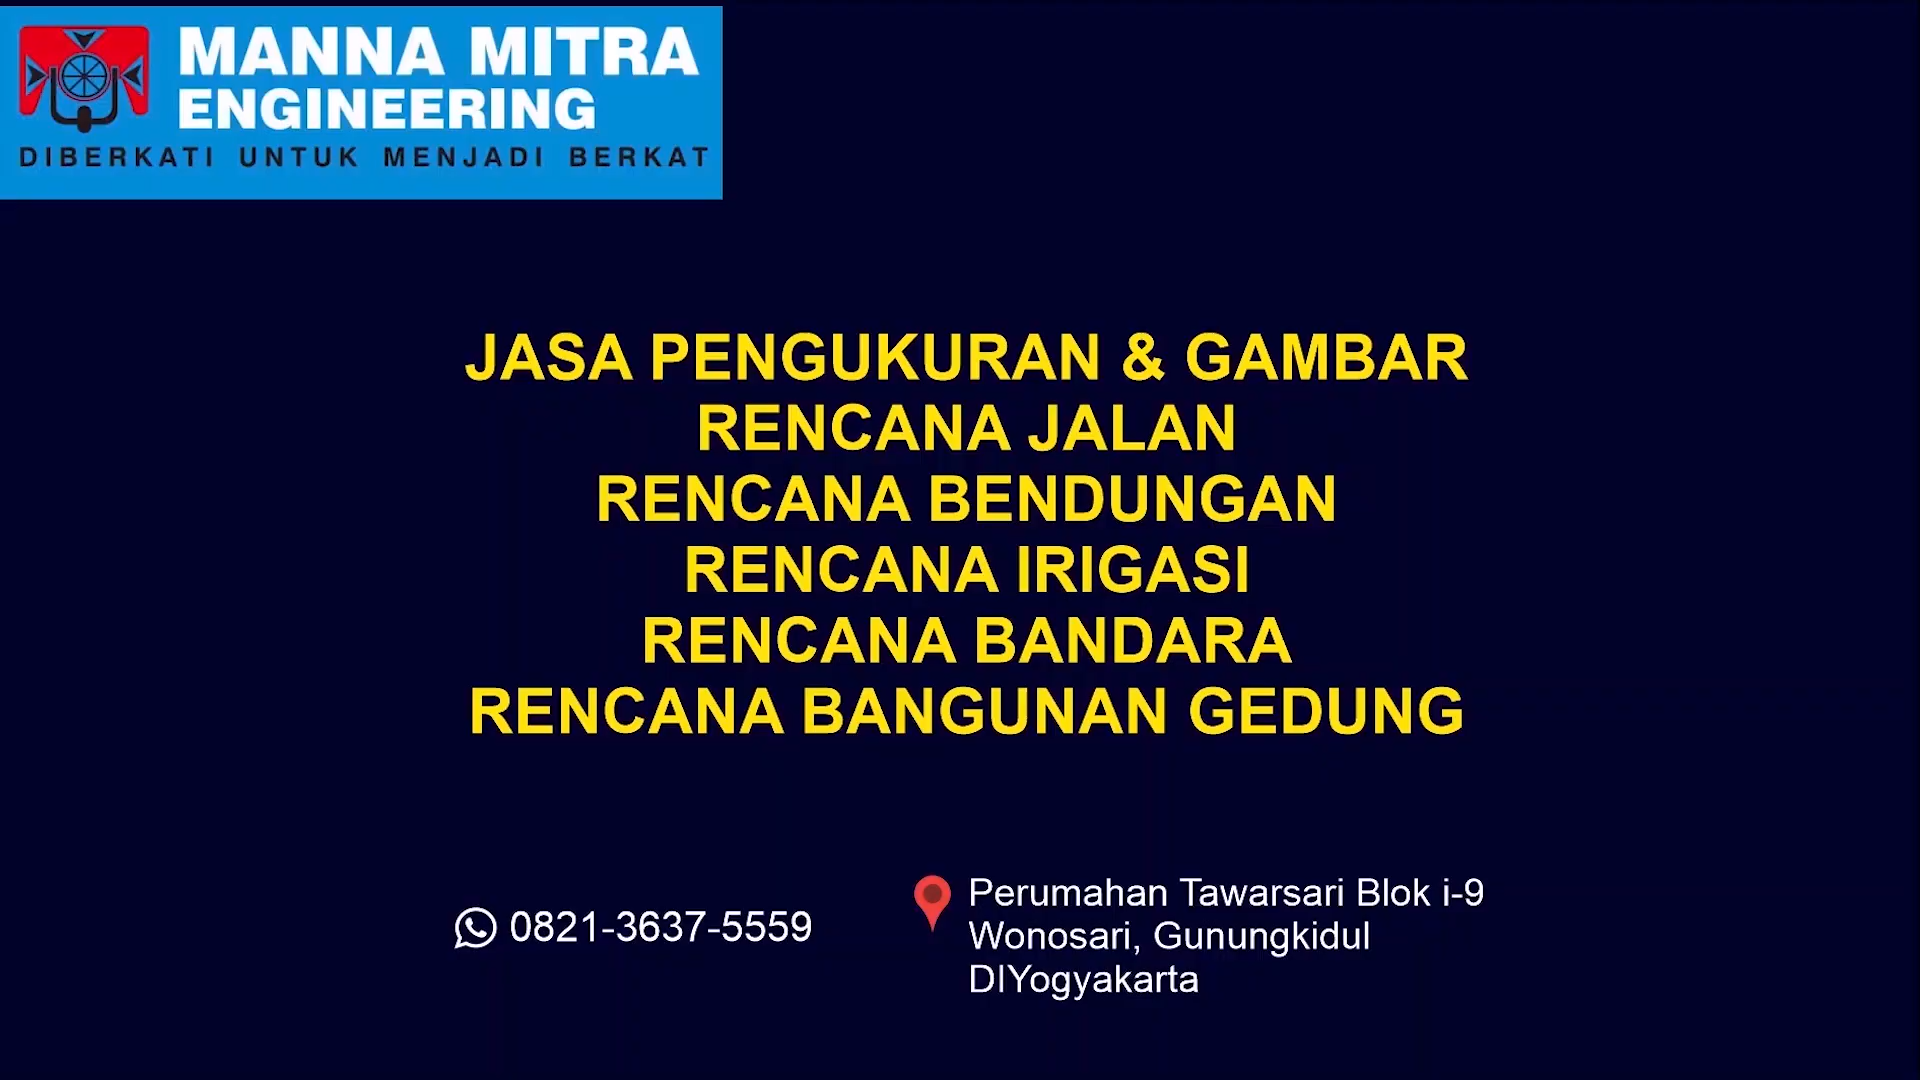 MANNA MITRA
ENGINEERING
DIBERKATI UNTUK MENJADI BERKAT
JASA PENGUKURAN & GAMBAR
RENCANA JALAN
RENCANA BENDUNGAN
RENCANA IRIGASI
RENCANA BANDARA
RENCANA BANGUNAN GEDUNG
0821-3637-5559
Perumahan Tawarsari Blok i-9
Wonosari, Gunungkidul
DIYogyakarta